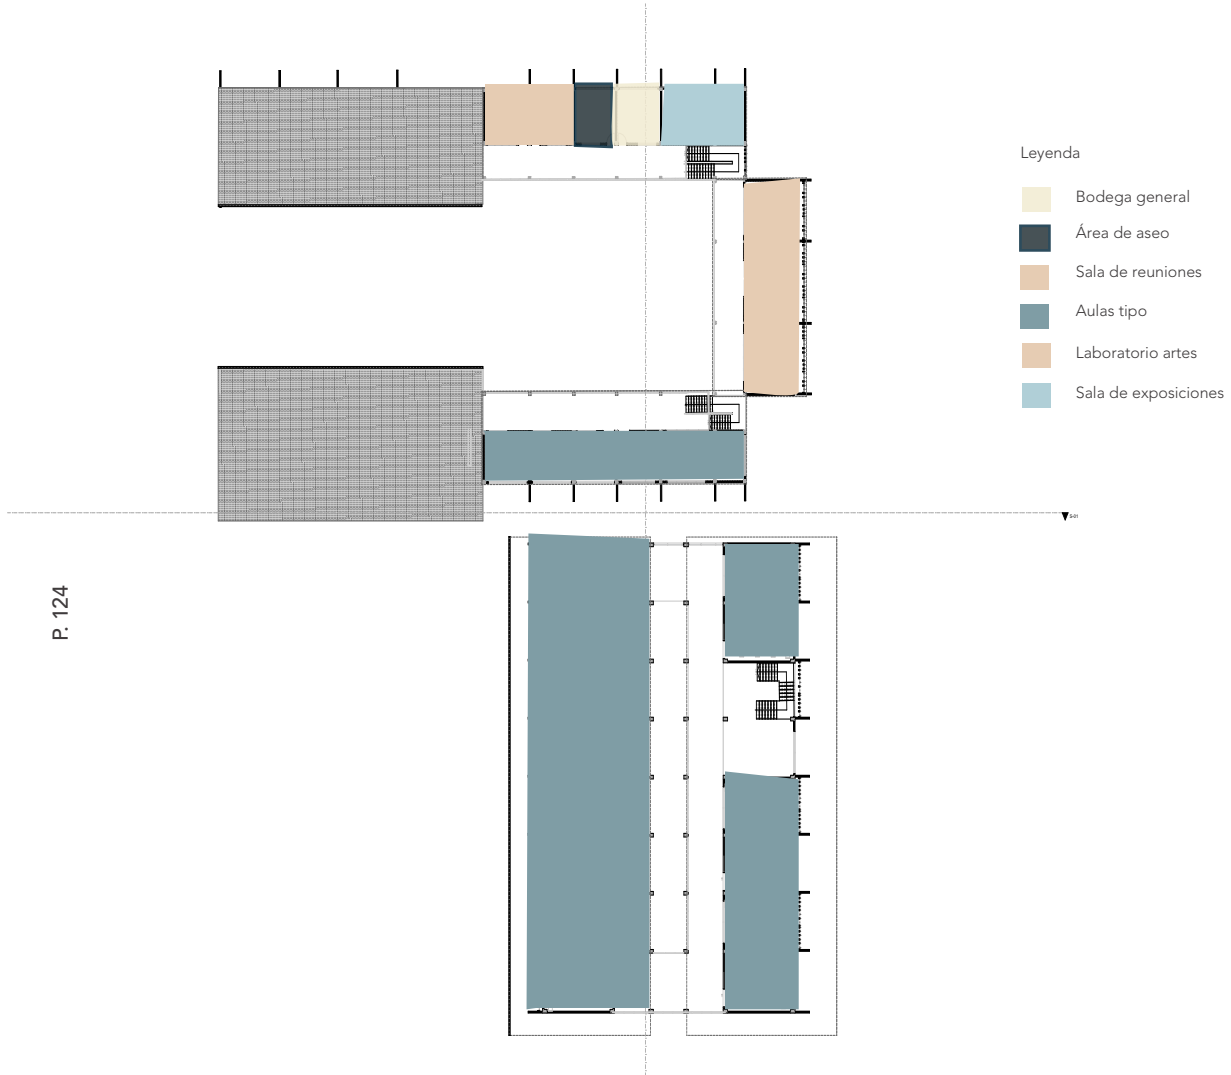 Leyenda
Bodega general
Área de aseo
Sala de reuniones
Aulas tipo
Laboratorio artes
Sala de exposiciones
P. 124